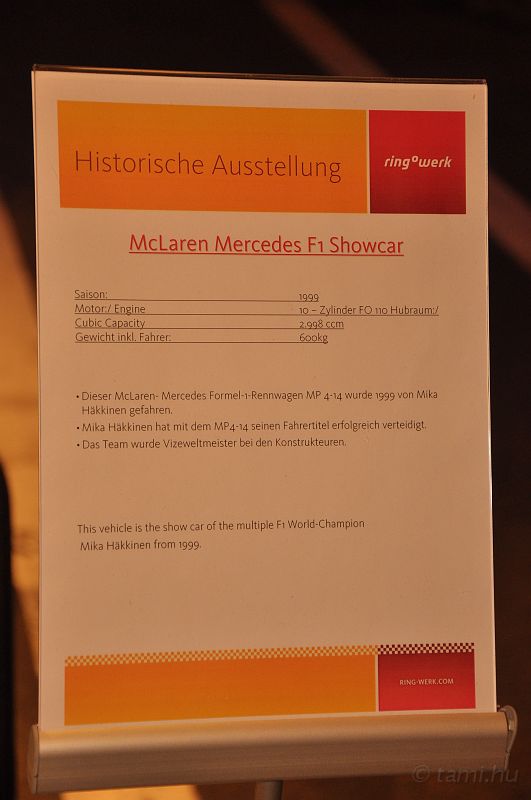 Historische Ausstellung
ring°werk
McLaren Mercedes F1 Showcar
Saison: 1999
Motor:/ Engine 10 – Zylinder FO 110 Hubraum:/
Cubic Capacity 2.998 ccm
Gewicht inkl. Fahrer: 600kg
• Dieser McLaren- Mercedes Formel-1-Rennwagen MP 4-14 wurde 1999 von Mika
Häkkinen gefahren.
• Mika Häkkinen hat mit dem MP4-14 seinen Fahrertitel erfolgreich verteidigt.
• Das Team wurde Vizeweltmeister bei den Konstrukteuren.
This vehicle is the show car of the multiple F1 World-Champion
Mika Häkkinen from 1999.
RING-WERK.COM
© tami.hu